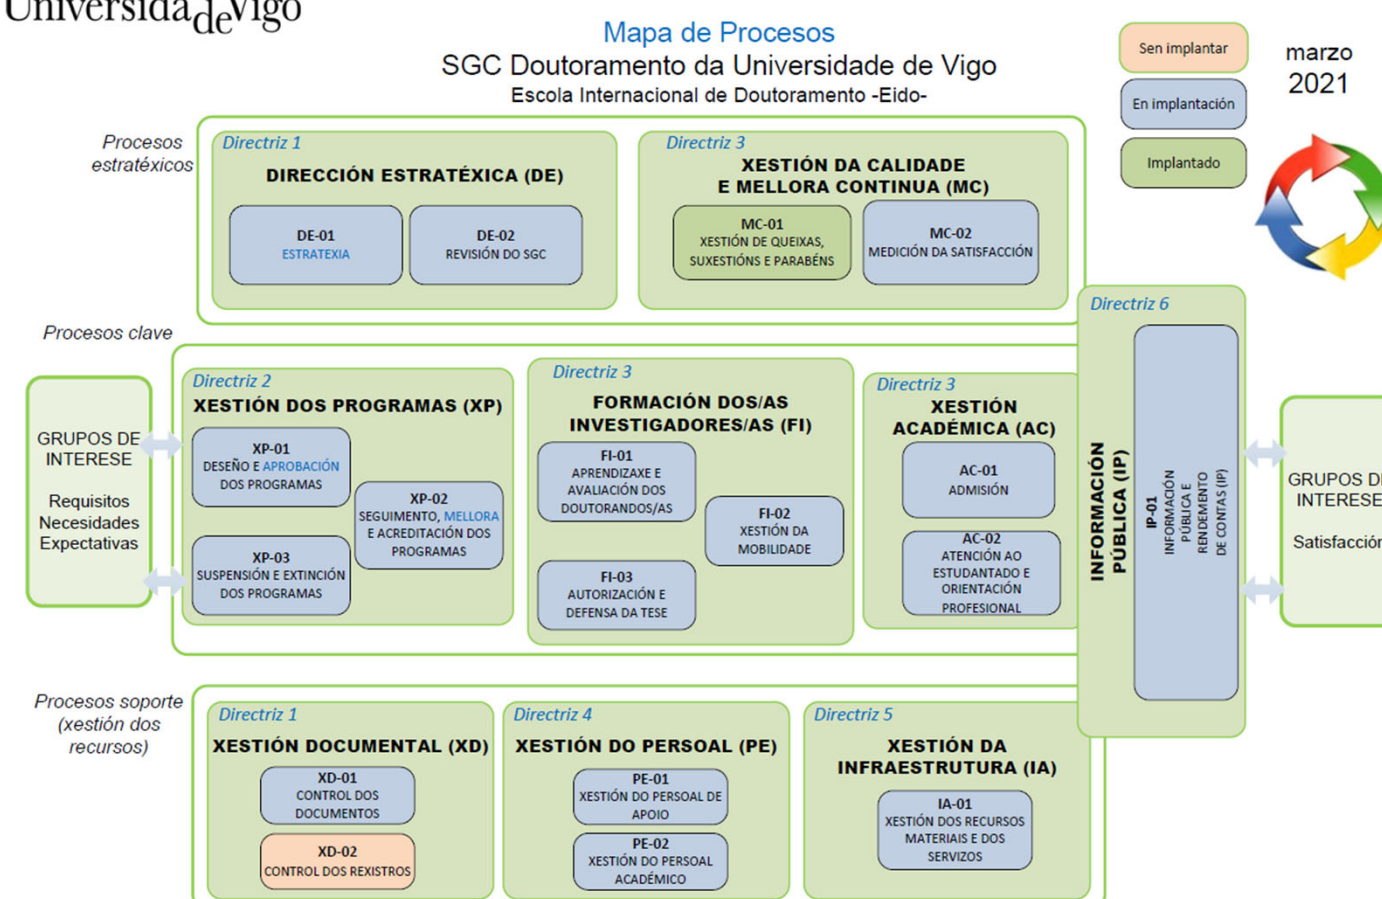 UniversidadeVigo
Mapa de Procesos
SGC Doutoramento da Universidade de Vigo
Escola Internacional de Doutoramento -Eido-
Sen implantar
En implantación
Implantado
marzo
2021
Procesos
estratéxicos
Directriz 1
DIRECCIÓN ESTRATÉXICA (DE)
DE-01
ESTRATEXIA
DE-02
REVISIÓN DO SGC
Directriz 3
XESTIÓN DA CALIDADE
E MELLORA CONTINUA (MC)
MC-01
XESTIÓN DE QUEIXAS,
SUXESTIÓNS E PARABÉNS
MC-02
MEDICIÓN DA SATISFACCIÓN
Procesos clave
GRUPOS DE
INTERESE
Requisitos
Necesidades
Expectativas
Directriz 2
XESTIÓN DOS PROGRAMAS (XP)
XP-01
DESEÑO E APROBACIÓN
DOS PROGRAMAS
XP-02
SEGUIMENTO, MELLORA
E ACREDITACIÓN DOS
PROGRAMAS
XP-03
SUSPENSIÓN E EXTINCIÓN
DOS PROGRAMAS
Directriz 3
FORMACIÓN DOS/AS
INVESTIGADORES/AS (FI)
FI-01
APRENDIZAXE E
AVALIACIÓN DOS
DOUTORANDOS/AS
FI-02
XESTIÓN DA
MOBILIDADE
FI-03
AUTORIZACIÓN E
DEFENSA DA TESE
Directriz 3
XESTIÓN
ACADÉMICA (AC)
AC-01
ADMISIÓN
AC-02
ATENCIÓN AO
ESTUDANTADO E
ORIENTACIÓN
PROFESIONAL
Directriz 6
INFORMACIÓN
PÚBLICA (IP)
IP-01
INFORMACIÓN
PÚBLICA E
RENDEMENTO
DE CONTAS (IP)
GRUPOS DE
INTERESE
Satisfacción
Procesos soporte
(xestión dos
recursos)
Directriz 1
XESTIÓN DOCUMENTAL (XD)
XD-01
CONTROL DOS
DOCUMENTOS
XD-02
CONTROL DOS REXISTROS
Directriz 4
XESTIÓN DO PERSOAL (PE)
PE-01
XESTIÓN DO PERSOAL DE
APOIO
PE-02
XESTIÓN DO PERSOAL
ACADÉMICO
Directriz 5
XESTIÓN DA
INFRAESTRUTURA (IA)
IA-01
XESTIÓN DOS RECURSOS
MATERIAIS E DOS
SERVIZOS